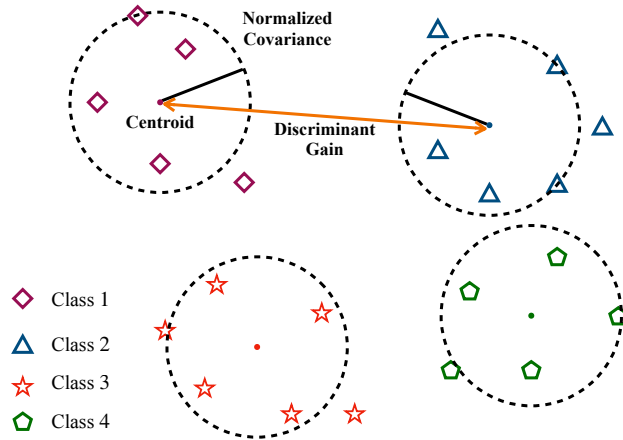 Normalized
Covariance
Centroid
Discriminant
Gain
Class 1
Class 2
Class 3
Class 4